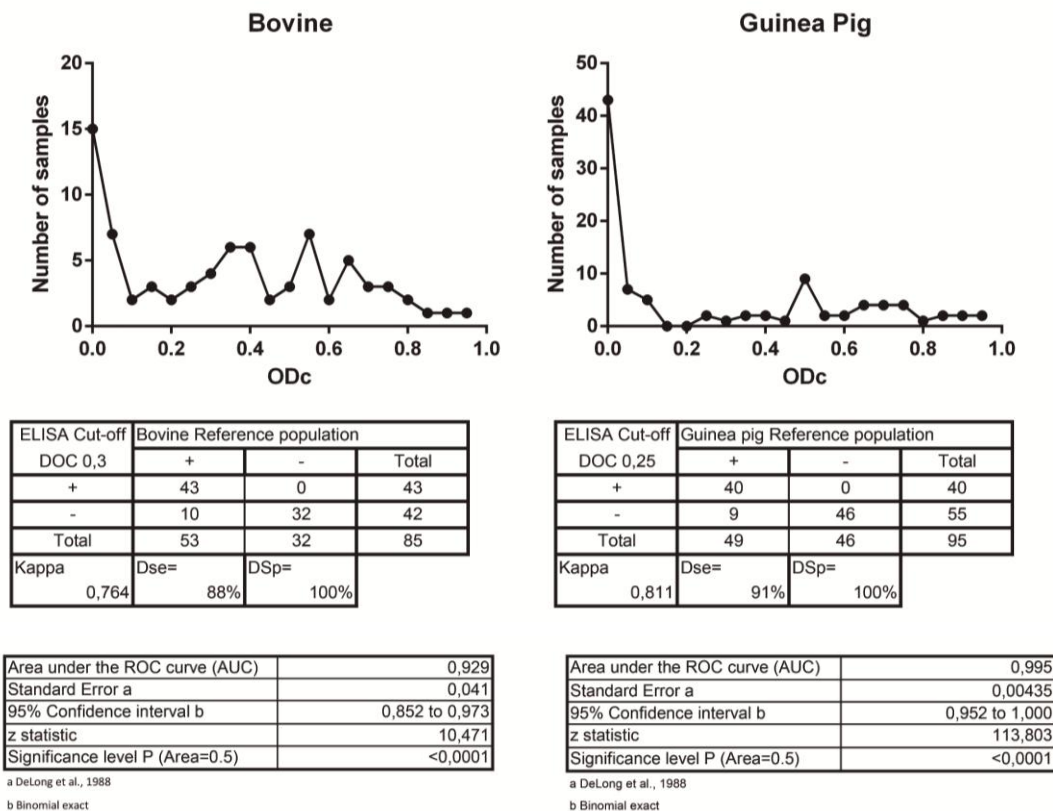 Bovine
20
15
10
5
0
Number of samples
0.0 0.2 0.4 0.6 0.8 1.0
ODc
Guinea Pig
50
40
30
20
10
0
Number of samples
0.0 0.2 0.4 0.6 0.8 1.0
ODc
ELISA Cut-off Bovine Reference population
DOC 0,3 + - Total
+ 43 0 43
- 10 32 42
Total 53 32 85
Kappa Dse= DSp=
0,764 88% 100%
ELISA Cut-off Guinea pig Reference population
DOC 0,25 + - Total
+ 40 0 40
- 9 46 55
Total 49 46 95
Kappa Dse= DSp=
0,811 91% 100%
Area under the ROC curve (AUC) 0,929
Standard Error a 0,041
95% Confidence interval b 0,852 to 0,973
z statistic 10,471
Significance level P (Area=0.5) <0,0001
a DeLong et al., 1988
b Binomial exact
Area under the ROC curve (AUC) 0,995
Standard Error a 0,00435
95% Confidence interval b 0,952 to 1,000
z statistic 113,803
Significance level P (Area=0.5) <0,0001
a DeLong et al., 1988
b Binomial exact